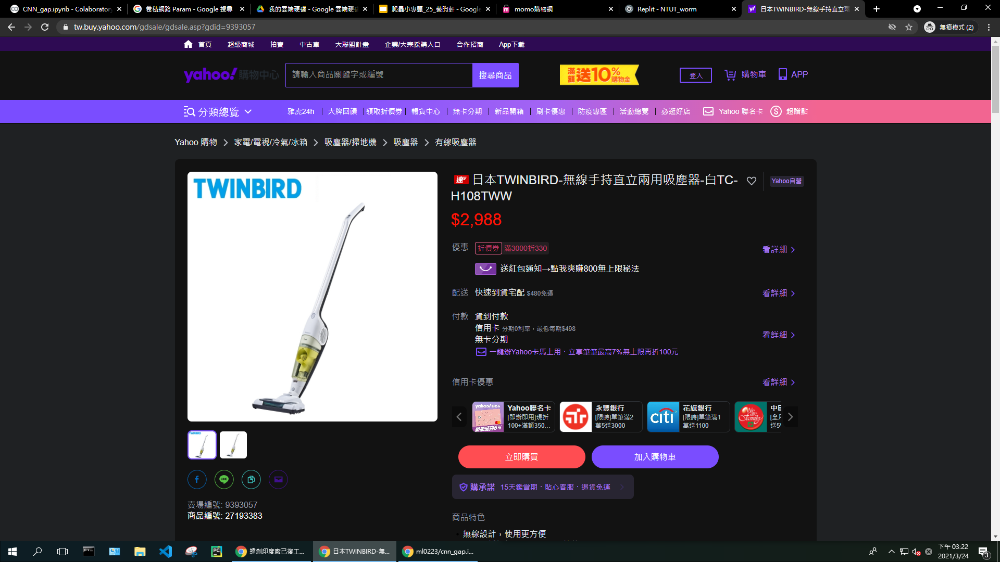 CNN_gap.ipynb - Colaboratory
卷積網路 Param - Google 搜尋
我的雲端硬碟 - Google 雲端硬碟
爬蟲小專題_25_蔡昀軒 - Google
momo購物網
Replit - NTUT_worm
日本TWINBIRD-無線手持直立兩
tw.buy.yahoo.com/gdsale/gdsale.asp?gdid=9393057
無痕模式 (2)
首頁 超級商城 拍賣 中古車 大聯盟計畫 企業/大宗採購入口 合作招商 App下載
yahoo! 購物中心
請輸入商品關鍵字或編號
搜尋商品
滿額送10%購物金
登入
購物車
APP
分類總覽
雅虎24h 大牌回饋 領取折價券 暢貨中心 無卡分期 新品開箱 刷卡優惠 防疫專區 活動總覽 必逛好店 Yahoo 聯名卡 超贈點
Yahoo 購物 > 家電/電視/冷氣/冰箱 > 吸塵器/掃地機 > 吸塵器 > 有線吸塵器
TWINBIRD
速 日本TWINBIRD-無線手持直立兩用吸塵器-白TC-
H108TWW
Yahoo自營
$2,988
優惠 折價券 滿3000折330 看詳細
送紅包通知→點我爽賺800無上限秘法
配送 快速到貨宅配 $480免運 看詳細
付款 貨到付款
信用卡 分期0利率，最低每期$498
看詳細
無卡分期
一鍵辦Yahoo卡馬上用．立享筆筆最高7%無上限再折100元
信用卡優惠 看詳細
Yahoo聯名卡
[即辦即用]現折
100+滿額350...
永豐銀行
[限時]單筆滿2
萬5送3000
citi
花旗銀行
[限時]單筆滿1
萬送1100
We care Family
TWINBIRD
立即購買
加入購物車
購承諾 15天鑑賞期．貼心客服．退貨免運
LINE
賣場編號: 9393057
商品編號: 27193383
商品特色
無線設計，使用更方便
緯創印度廠已復工...
日本TWINBIRD-無...
ml0223/cnn_gap.i...
下午 03:22
2021/3/24
3